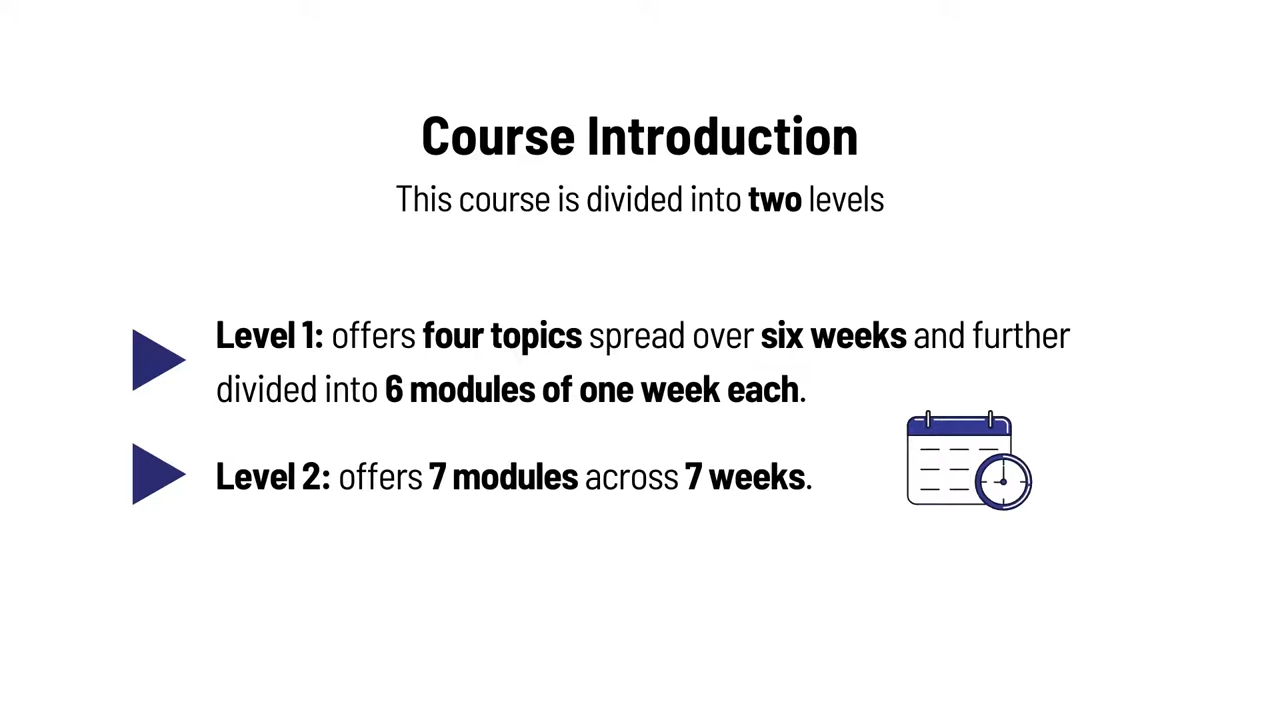 Course Introduction
This course is divided into two levels
Level 1: offers four topics spread over six weeks and further
divided into 6 modules of one week each.
Level 2: offers 7 modules across 7 weeks.